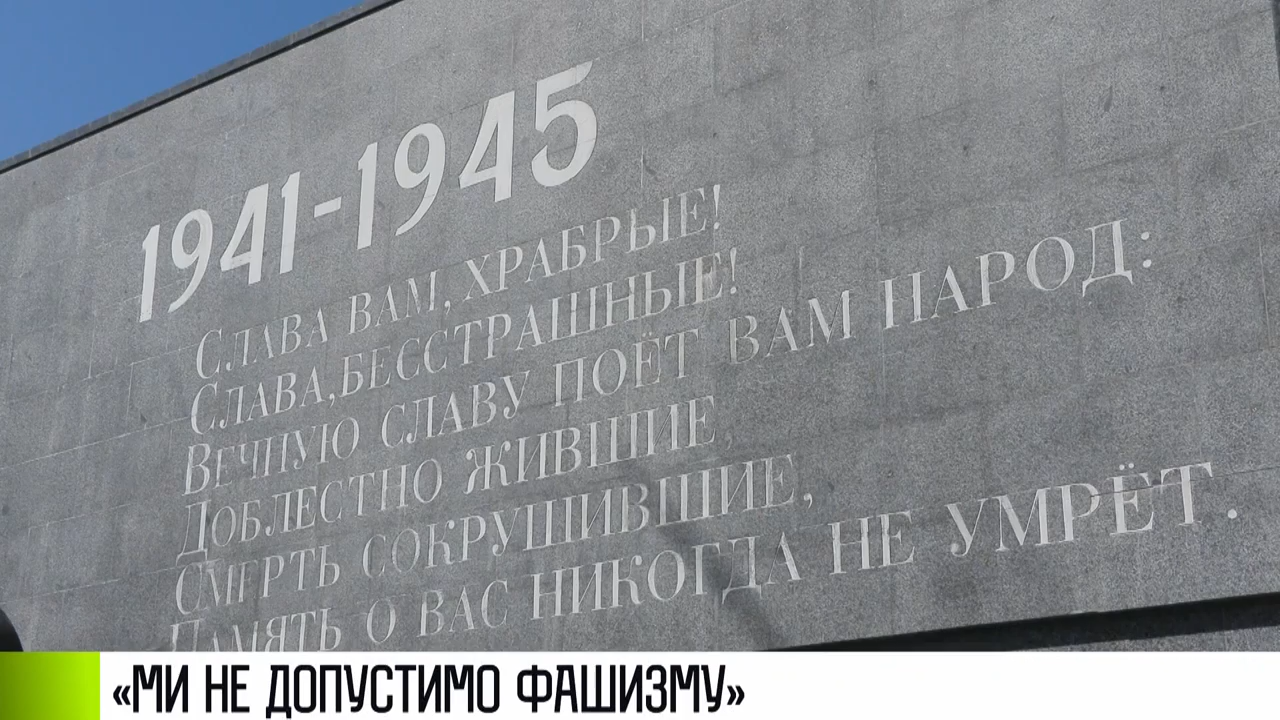 1941-1945
СЛАВА ВАМ, ХРАБРЫЕ!
СЛАВА, БЕССТРАШНЫЕ!
ВЕЧНУЮ СЛАВУ ПОЁТ ВАМ НАРОД:
ДОБЛЕСТНО ЖИВШИЕ,
СМЕРТЬ СОКРУШИВШИЕ,
ПАМЯТЬ О ВАС НИКОГДА НЕ УМРЁТ.
«МИ НЕ ДОПУСТИМО ФАШИЗМУ»